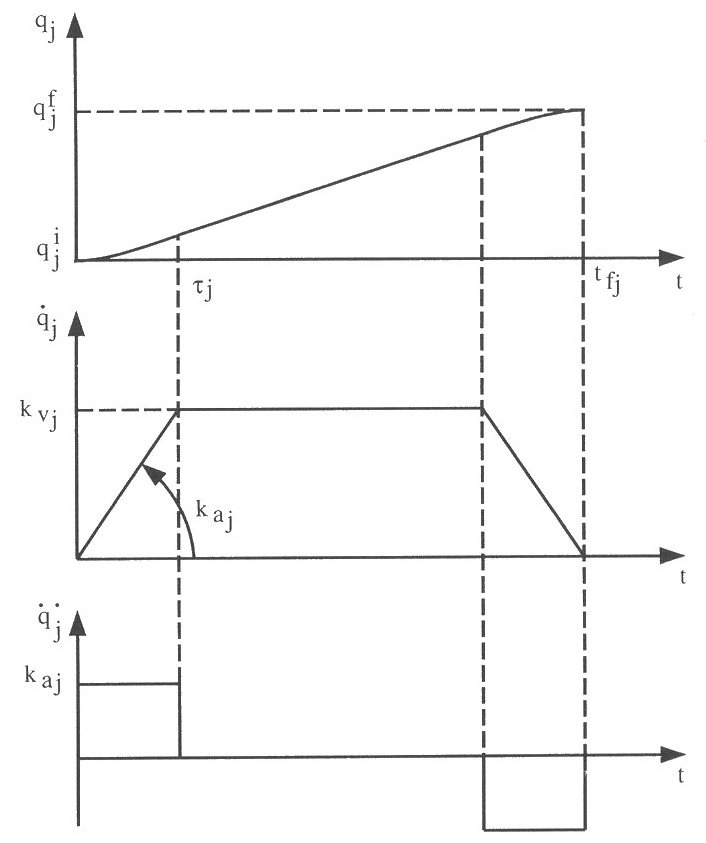 q_j
q_j^f
q_j^i
τ_j
t_fj
t
q̇_j
k_vj
k_aj
t
q̈_j
k_aj
t